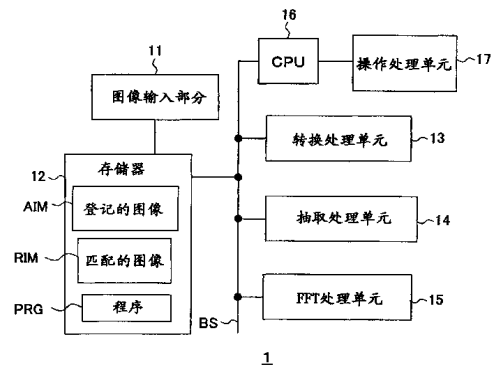 16
CPU
操作处理单元
17
11
图像输入部分
转换处理单元
13
12
存储器
AIM
登记的图像
抽取处理单元
14
RIM
匹配的图像
PRG
程序
FFT处理单元
15
BS
1